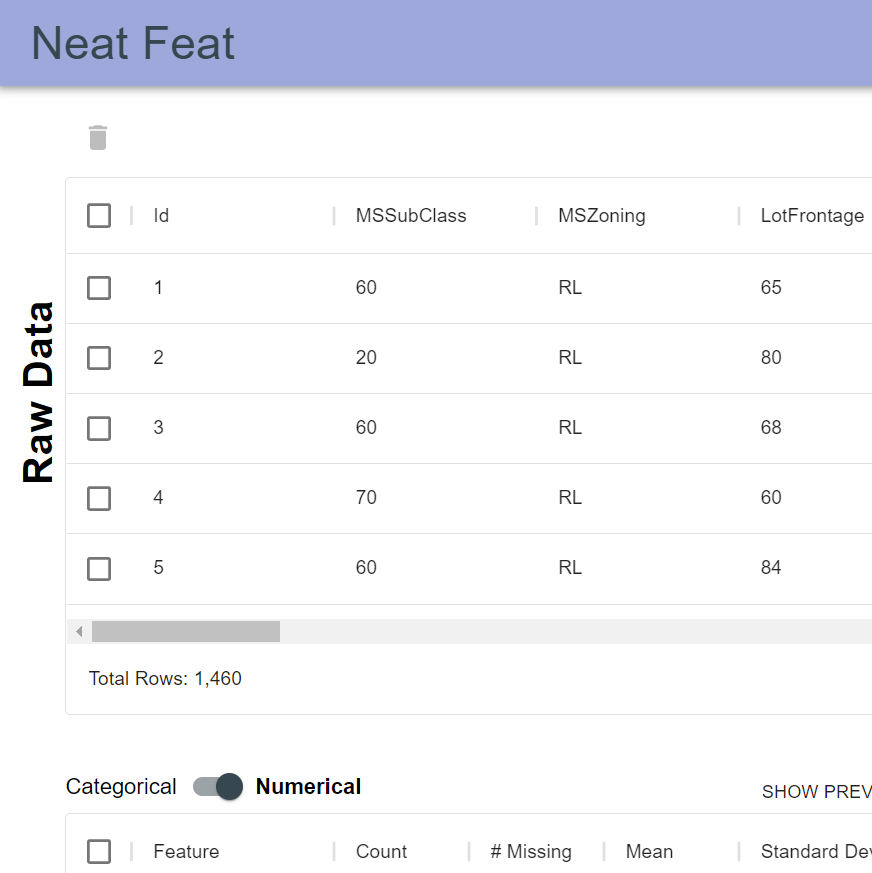 Neat Feat
Raw Data
Id MSSubClass MSZoning LotFrontage
1 60 RL 65
2 20 RL 80
3 60 RL 68
4 70 RL 60
5 60 RL 84
Total Rows: 1,460
Categorical Numerical
SHOW PREV
Feature Count # Missing Mean Standard Dev